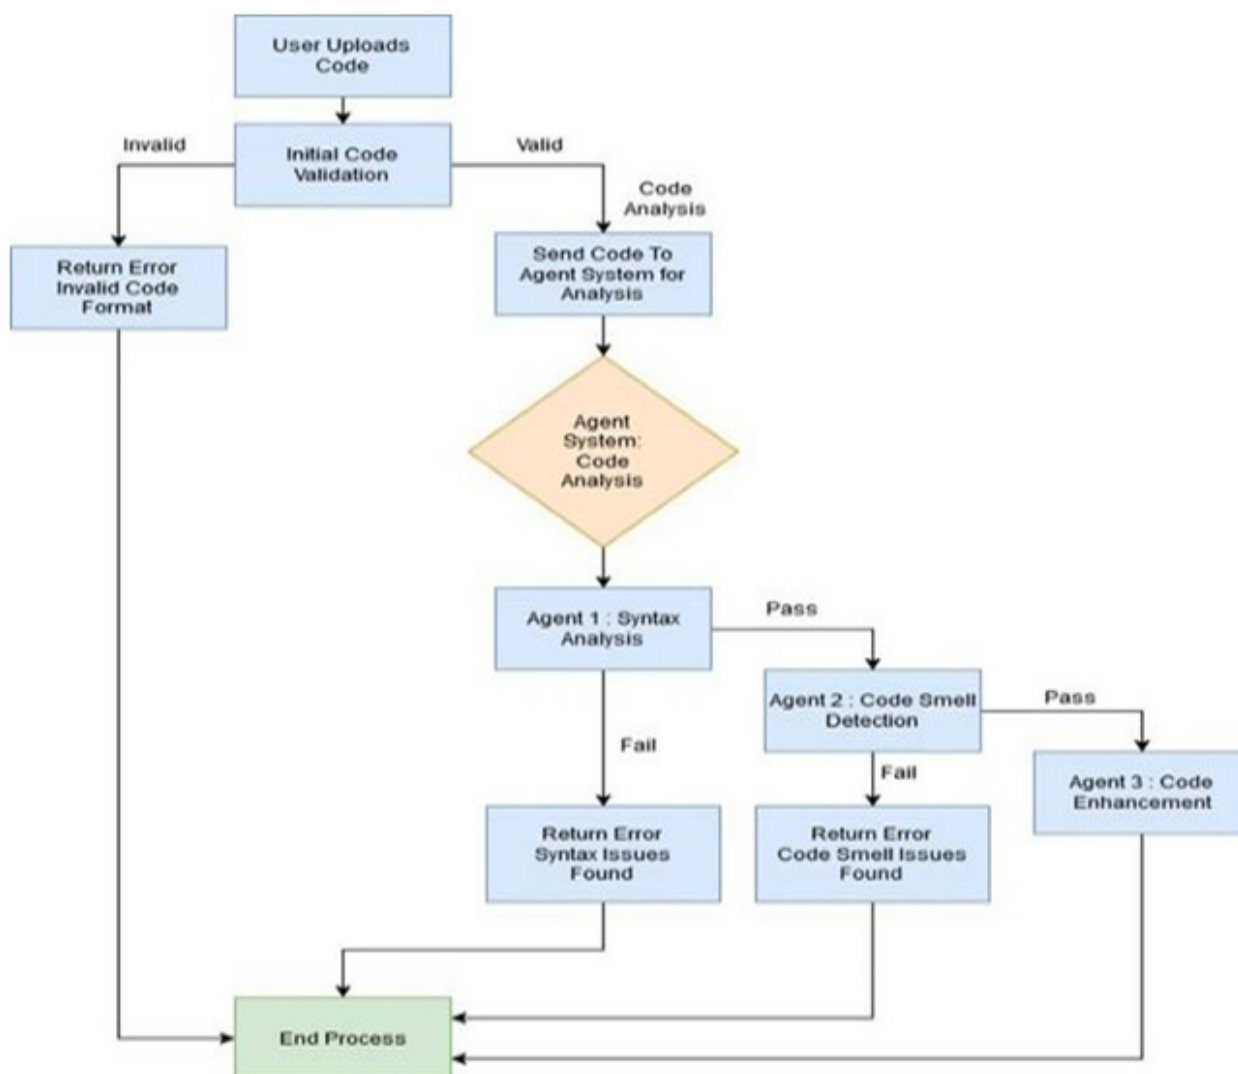 User Uploads
Code
Invalid
Initial Code
Validation
Valid
Code
Analysis
Return Error
Invalid Code
Format
Send Code To
Agent System for
Analysis
Agent
System:
Code
Analysis
Agent 1 : Syntax
Analysis
Pass
Agent 2 : Code Smell
Detection
Pass
Fail
Fail
Agent 3 : Code
Enhancement
Return Error
Syntax Issues
Found
Return Error
Code Smell Issues
Found
End Process